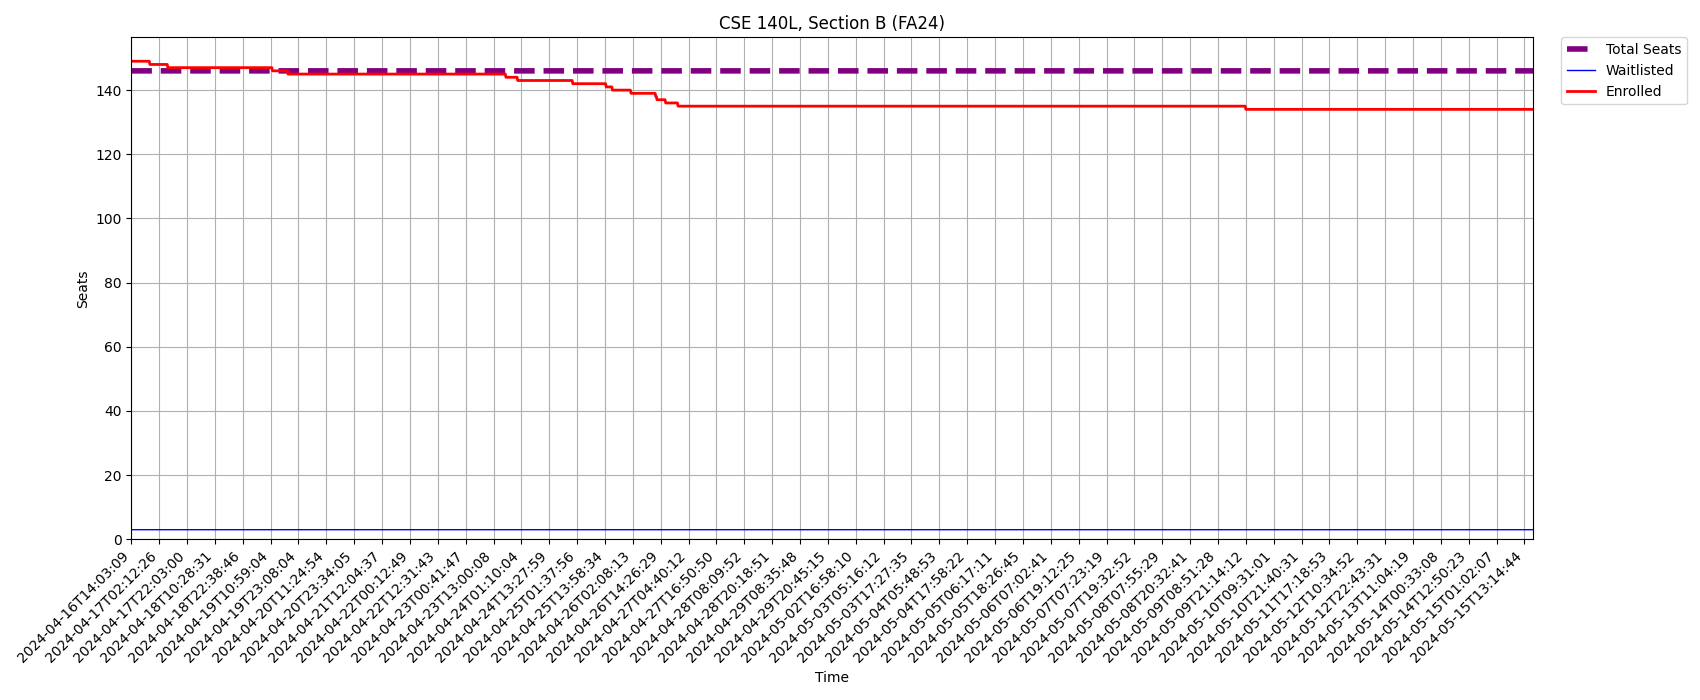 CSE 140L, Section B (FA24)
Total Seats
Waitlisted
Enrolled
Seats
140
120
100
80
60
40
20
0
2024-04-16T14:03:09
2024-04-17T02:12:26
2024-04-17T22:03:00
2024-04-18T10:28:31
2024-04-18T22:38:46
2024-04-19T10:59:04
2024-04-19T23:08:04
2024-04-20T11:24:54
2024-04-20T23:34:05
2024-04-21T12:04:37
2024-04-22T00:12:49
2024-04-22T12:31:43
2024-04-23T00:41:47
2024-04-23T13:00:08
2024-04-24T01:10:04
2024-04-24T13:27:59
2024-04-25T01:37:56
2024-04-25T13:58:34
2024-04-26T02:08:13
2024-04-26T14:26:29
2024-04-27T04:40:12
2024-04-27T16:50:50
2024-04-28T08:09:52
2024-04-28T20:18:51
2024-04-29T08:35:48
2024-04-29T20:45:15
2024-05-02T16:58:10
2024-05-03T05:16:12
2024-05-03T17:27:35
2024-05-04T05:48:53
2024-05-04T17:58:22
2024-05-05T06:17:11
2024-05-05T18:26:45
2024-05-06T07:02:41
2024-05-06T19:12:25
2024-05-07T07:23:19
2024-05-07T19:32:52
2024-05-08T07:55:29
2024-05-08T20:32:41
2024-05-09T08:51:28
2024-05-09T21:14:12
2024-05-10T09:31:01
2024-05-10T21:40:31
2024-05-11T17:18:53
2024-05-12T10:34:52
2024-05-12T22:43:31
2024-05-13T11:04:19
2024-05-14T00:33:08
2024-05-14T12:50:23
2024-05-15T01:02:07
2024-05-15T13:14:44
Time